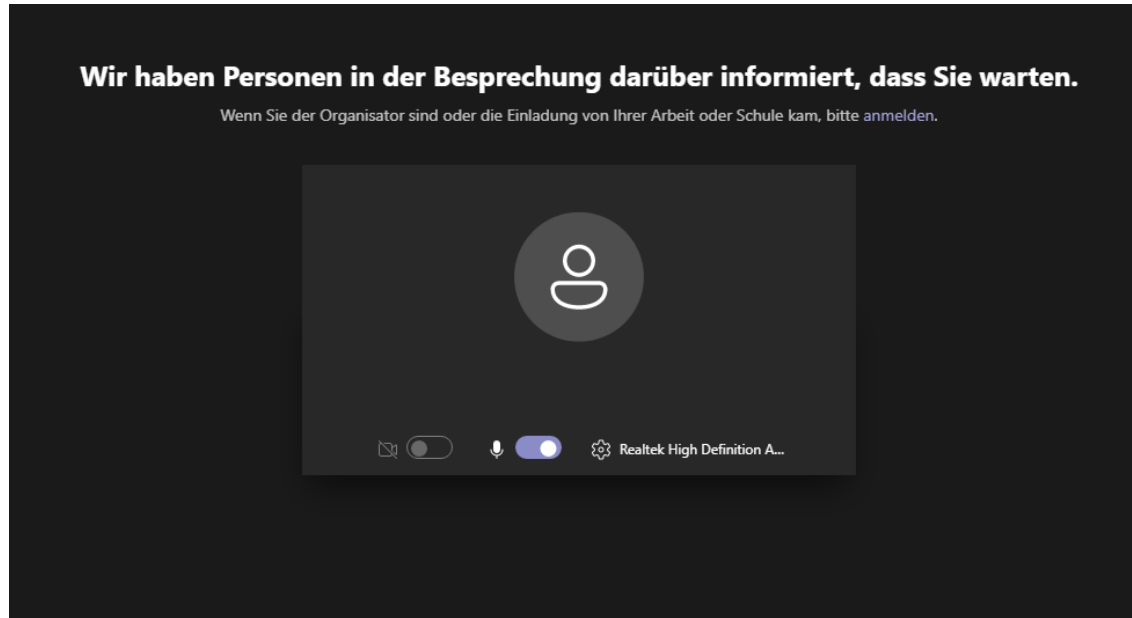 Wir haben Personen in der Besprechung darüber informiert, dass Sie warten.
Wenn Sie der Organisator sind oder die Einladung von Ihrer Arbeit oder Schule kam, bitte anmelden.
Realtek High Definition A...